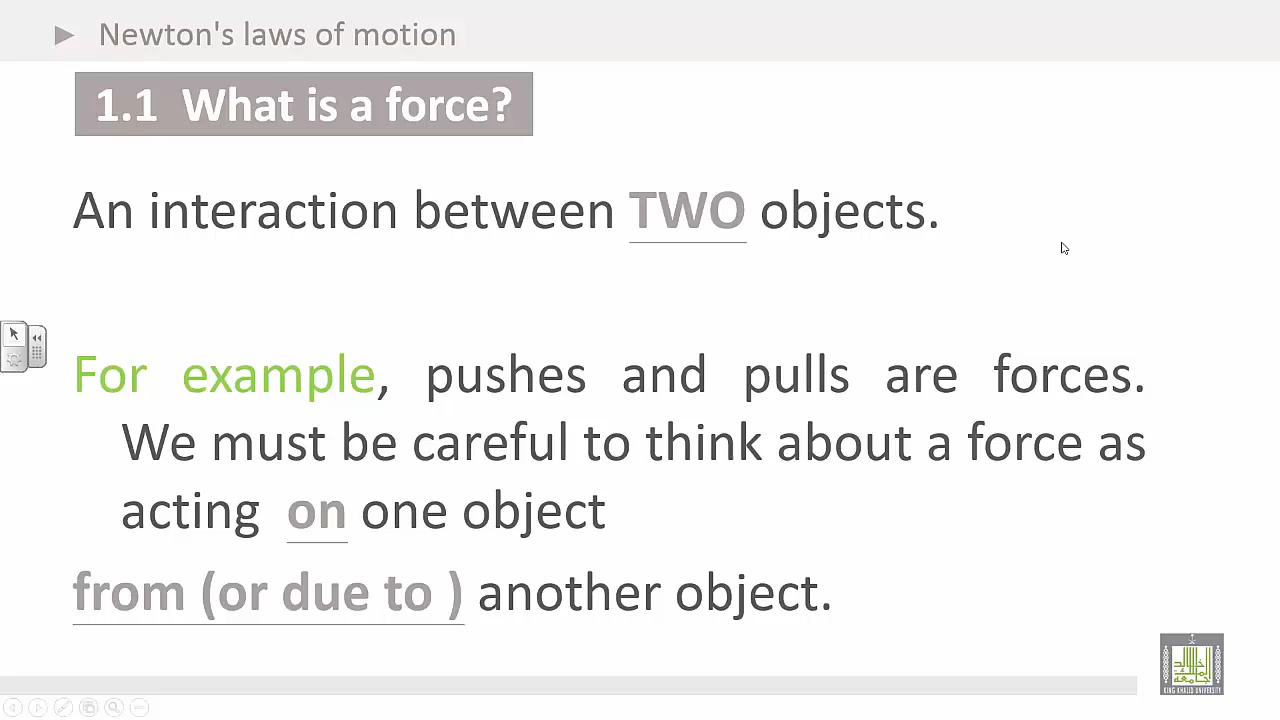 Newton's laws of motion
1.1 What is a force?
An interaction between TWO objects.
For example, pushes and pulls are forces.
We must be careful to think about a force as
acting on one object
from (or due to ) another object.
KING KHALID UNIVERSITY